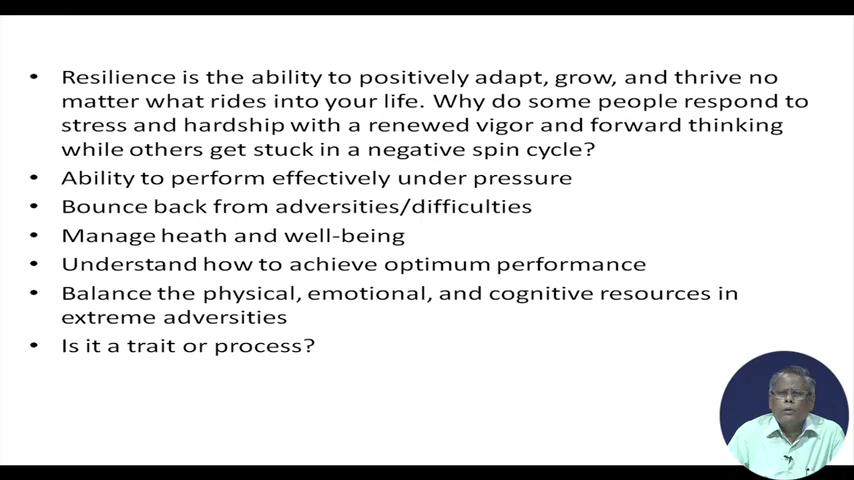 • Resilience is the ability to positively adapt, grow, and thrive no
matter what rides into your life. Why do some people respond to
stress and hardship with a renewed vigor and forward thinking
while others get stuck in a negative spin cycle?
• Ability to perform effectively under pressure
• Bounce back from adversities/difficulties
• Manage heath and well-being
• Understand how to achieve optimum performance
• Balance the physical, emotional, and cognitive resources in
extreme adversities
• Is it a trait or process?